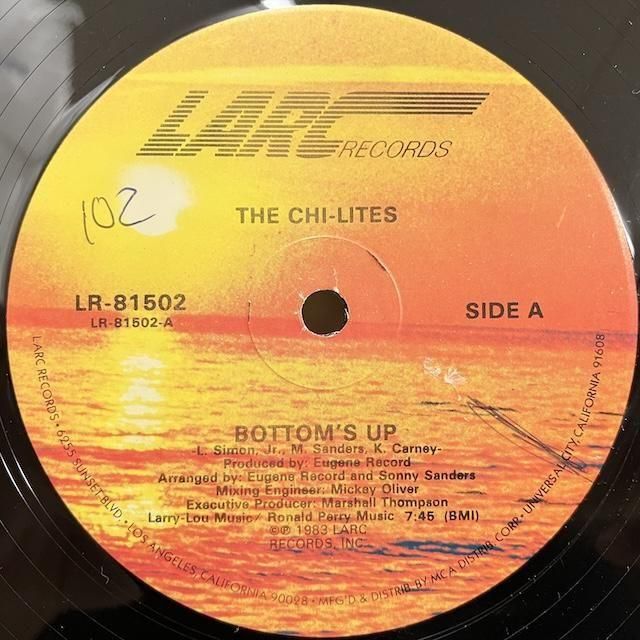 LARC RECORDS
102
THE CHI-LITES
LR-81502
LR-81502-A
SIDE A
BOTTOM'S UP
-L. Simon, Jr., M. Sanders, K. Carney-
Produced by: Eugene Record
Arranged by: Eugene Record and Sonny Sanders
Mixing Engineer: Mickey Oliver
Executive Producer: Marshall Thompson
Larry-Lou Music/ Ronald Perry Music 7:45 (BMI)
©℗ 1983 LARC
RECORDS, INC.
LARC RECORDS • 6255 SUNSET BLVD. • LOS ANGELES, CALIFORNIA 90028 • MFG'D & DISTRIB. BY MCA DISTRIB. CORP. • UNIVERSAL CITY, CALIFORNIA 91608